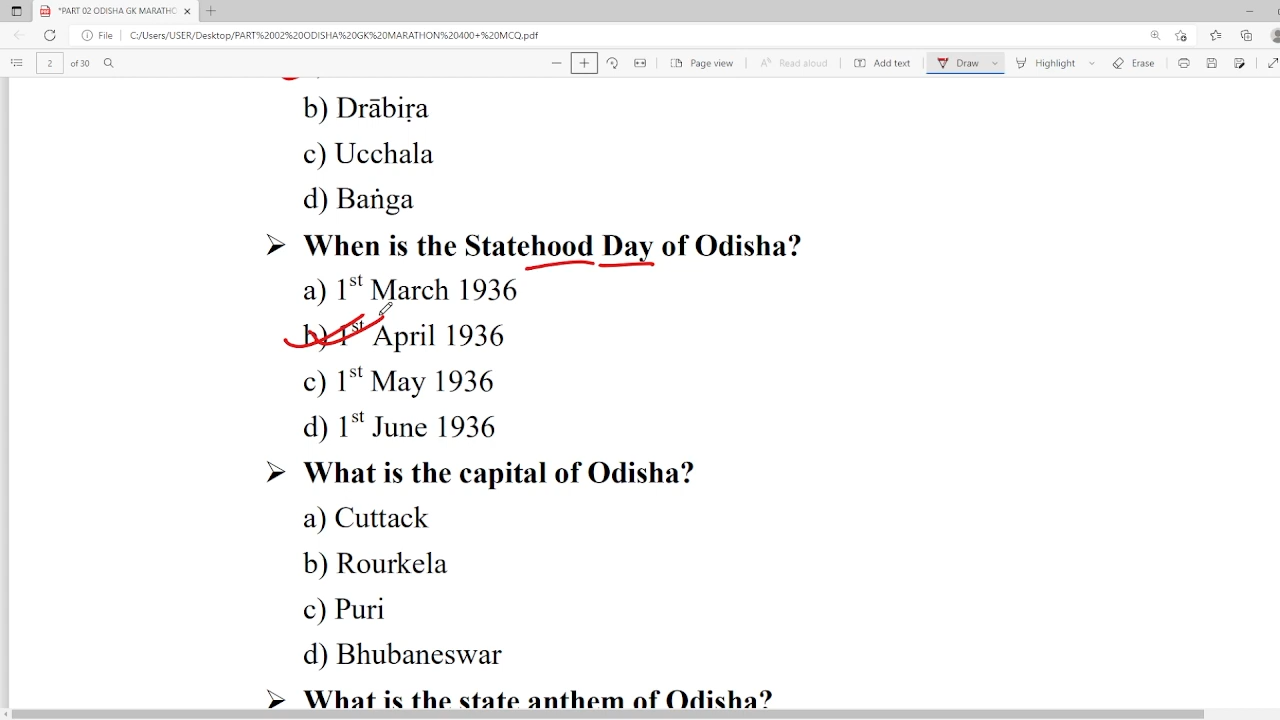 *PART 02 ODISHA GK MARATHO
File
C:/Users/USER/Desktop/PART%2002%20ODISHA%20GK%20MARATHON%20400+%20MCQ.pdf
2 of 30
Page view
Read aloud
Add text
Draw
Highlight
Erase
b) Drābiṛa
c) Ucchala
d) Baṅga
➢ When is the Statehood Day of Odisha?
a) 1st March 1936
b) 1st April 1936
c) 1st May 1936
d) 1st June 1936
➢ What is the capital of Odisha?
a) Cuttack
b) Rourkela
c) Puri
d) Bhubaneswar
➢ What is the state anthem of Odisha?